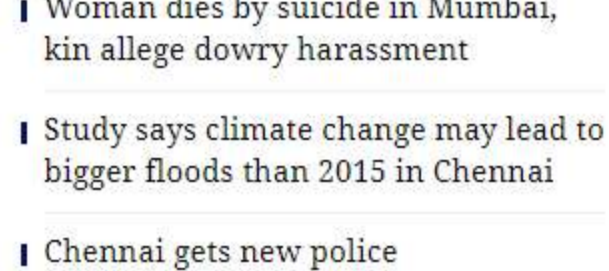 Woman dies by suicide in Mumbai,
kin allege dowry harassment
Study says climate change may lead to
bigger floods than 2015 in Chennai
Chennai gets new police